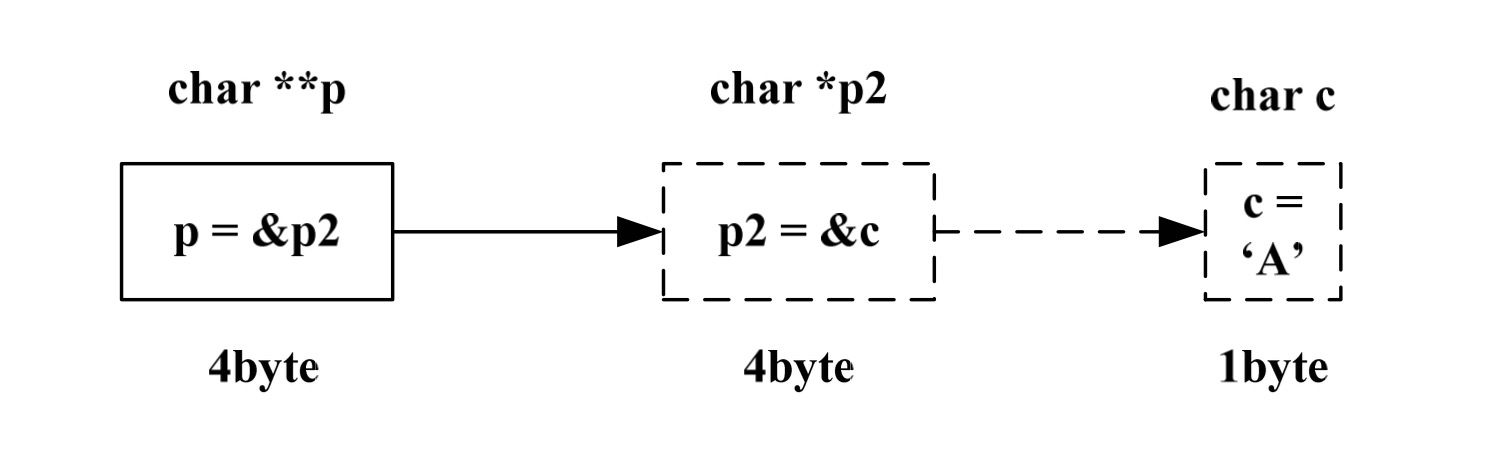 char **p
char *p2
char c
p = &p2
p2 = &c
c =
‘A’
4byte
4byte
1byte